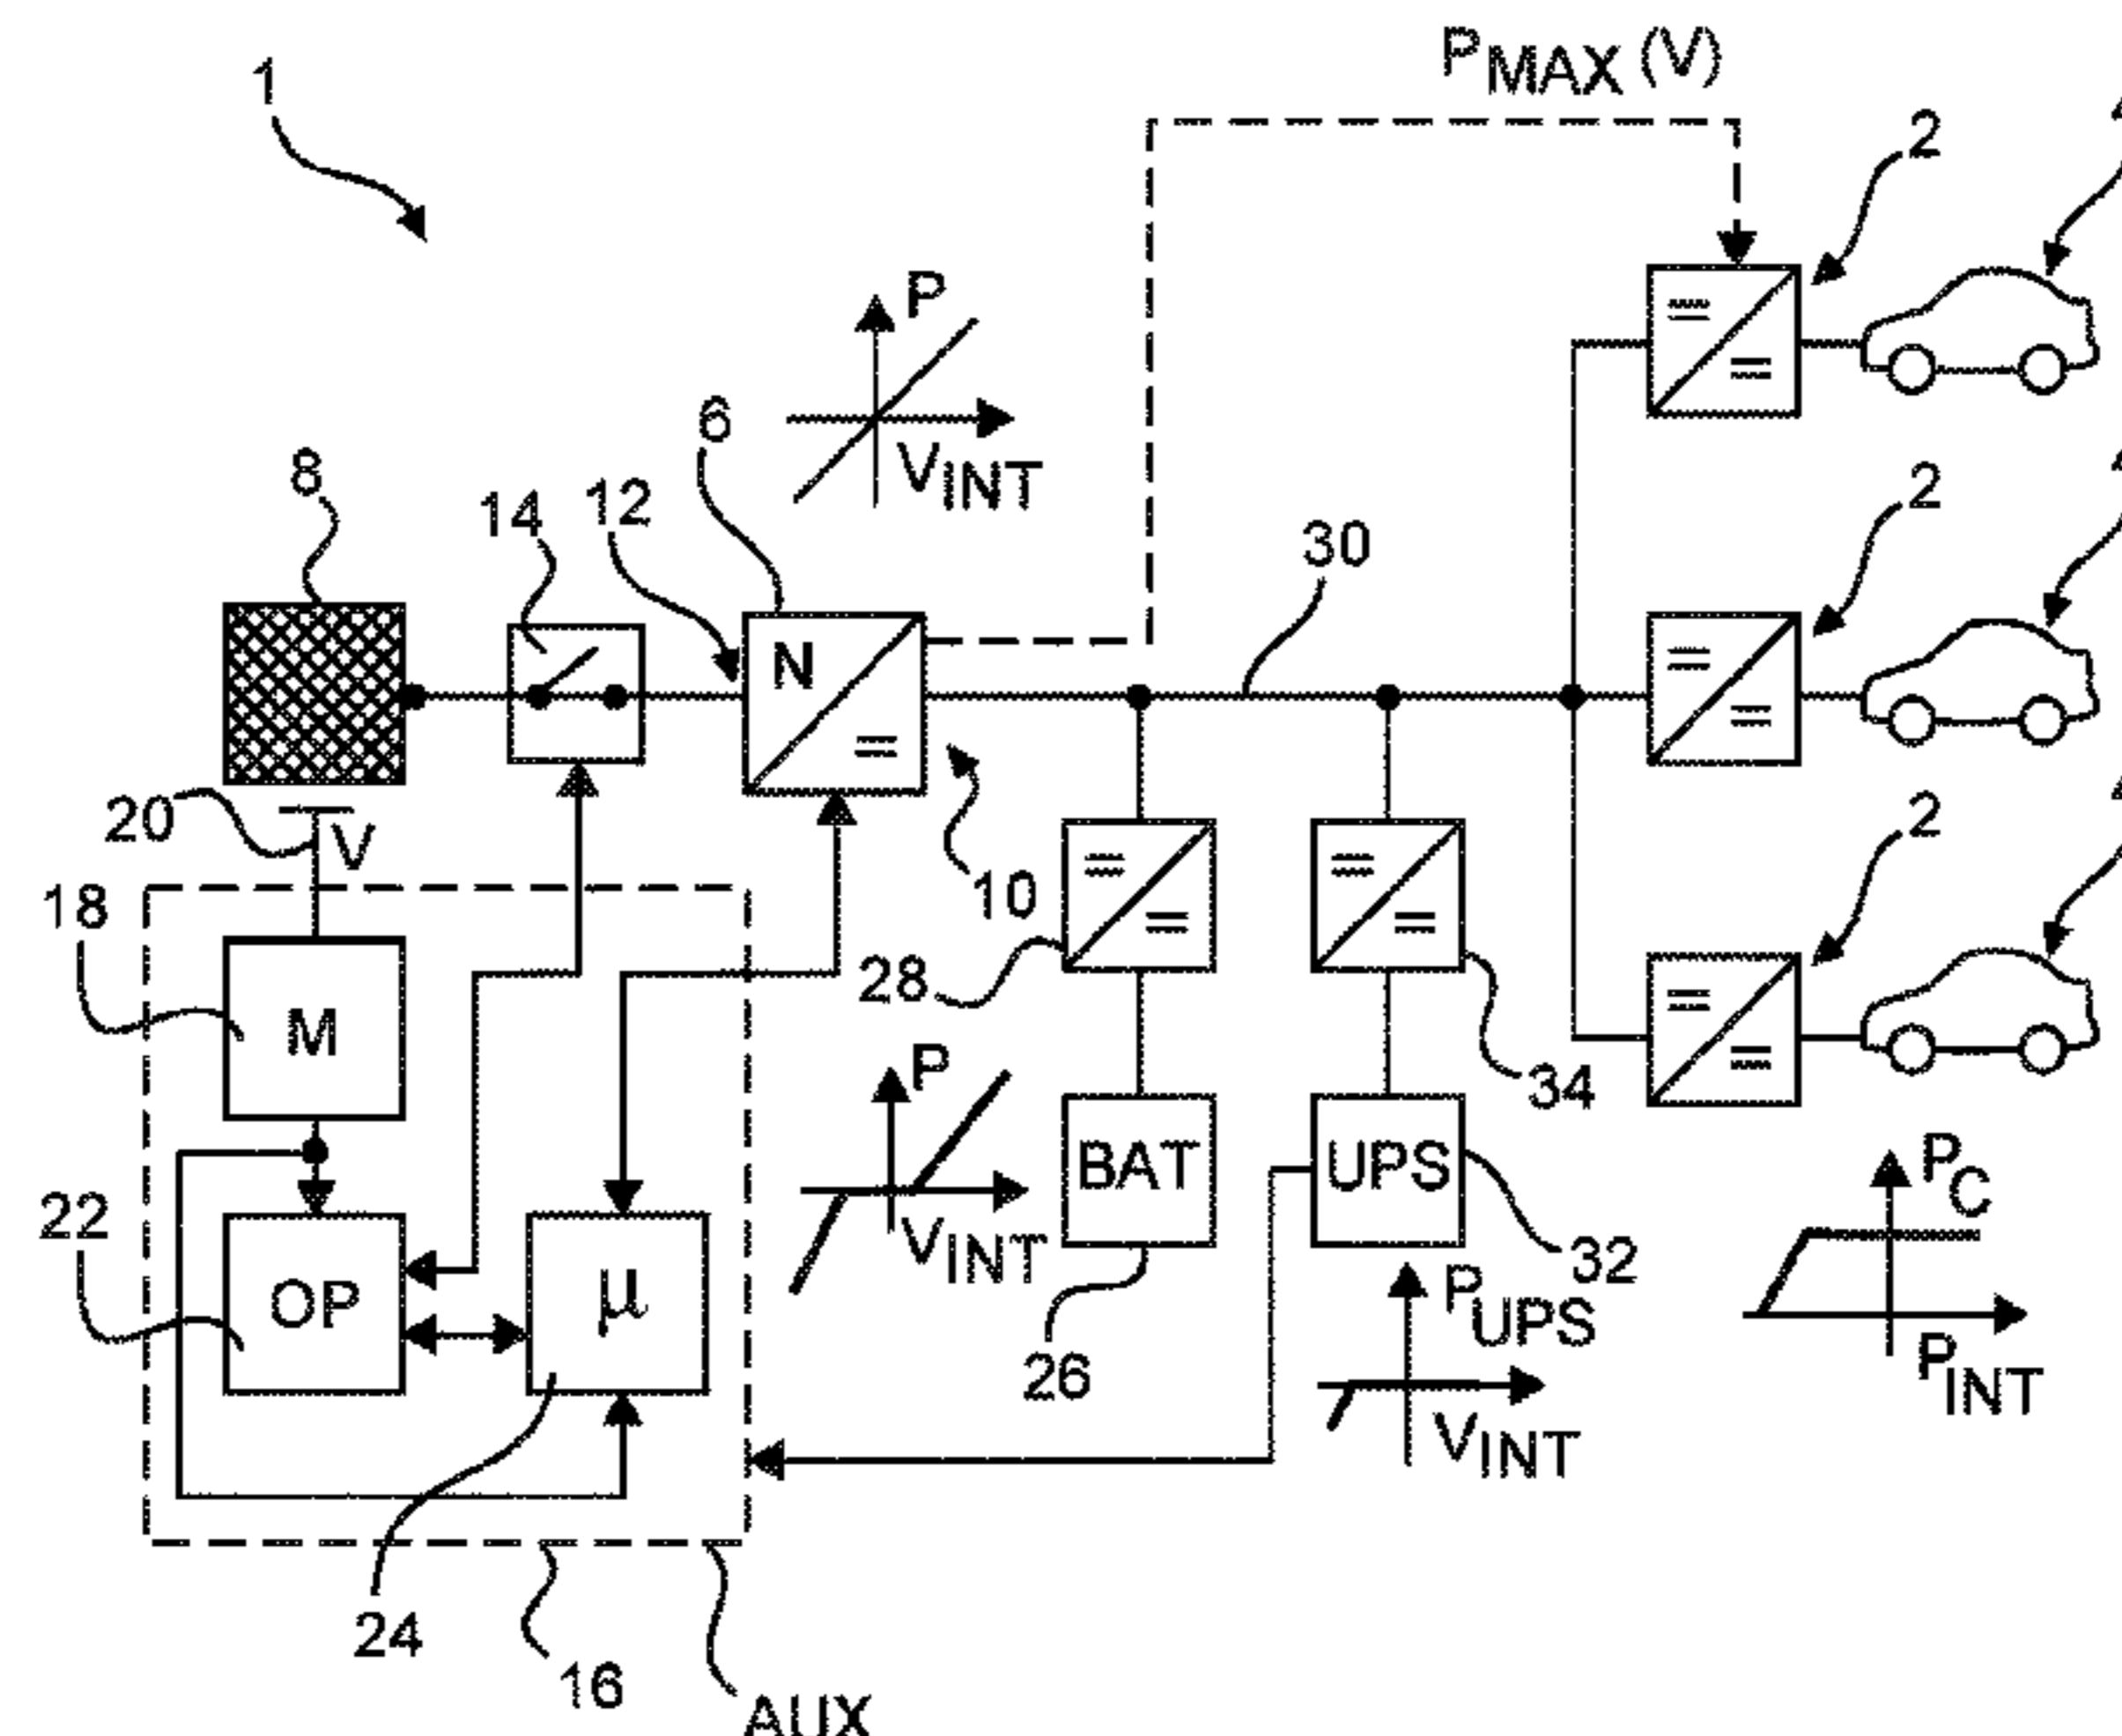 P_MAX (V)
1
2
P
6
V_INT
8
14
12
2
30
N
=
=
20
V
10
2
18
28
M
34
P
BAT
UPS
P_C
22
V_INT
OP
μ
32
P_UPS
26
P_INT
V_INT
24
16
AUX